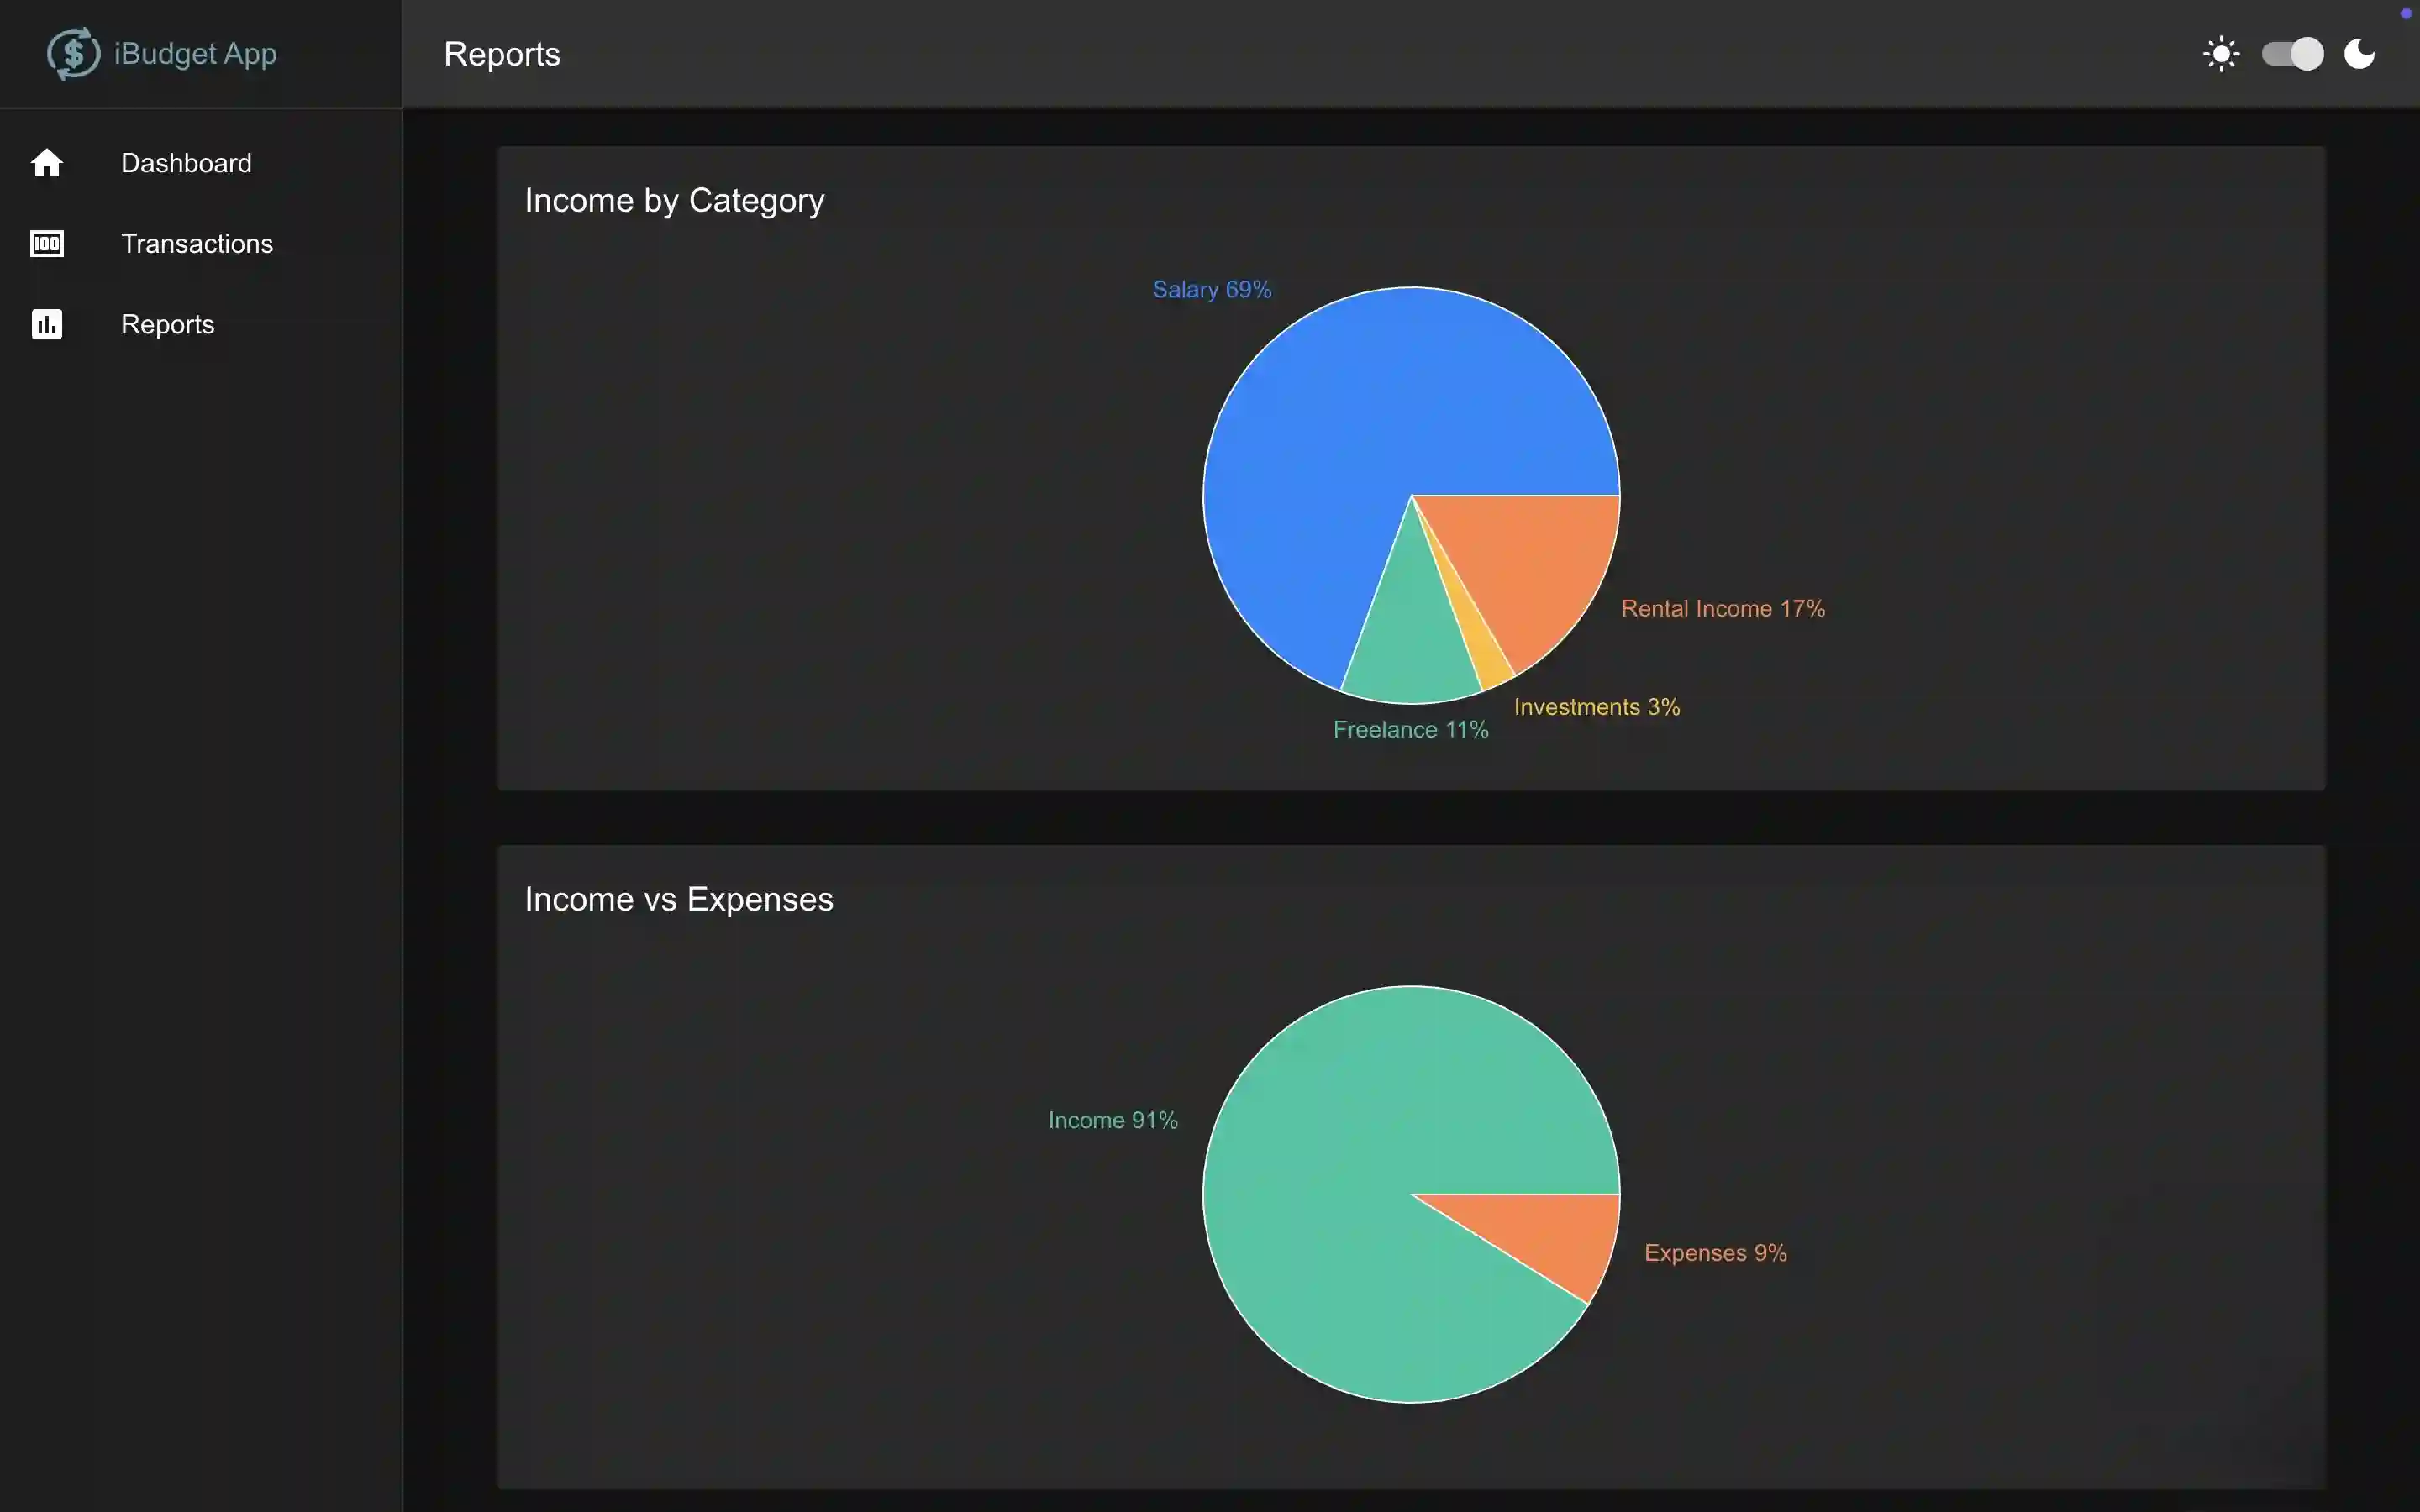 iBudget App
Reports
Dashboard
Transactions
Reports
Income by Category
Salary 69%
Rental Income 17%
Investments 3%
Freelance 11%
Income vs Expenses
Income 91%
Expenses 9%